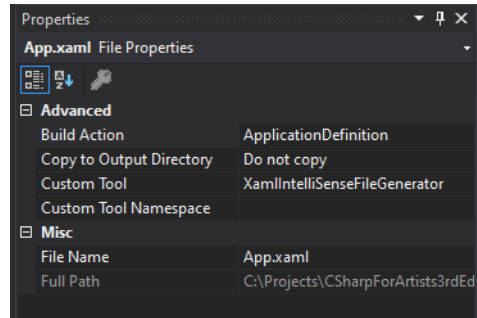 Properties
App.xaml File Properties
Advanced
Build Action ApplicationDefinition
Copy to Output Directory Do not copy
Custom Tool XamlIntelliSenseFileGenerator
Custom Tool Namespace
Misc
File Name App.xaml
Full Path C:\Projects\CSharpForArtists3rdEd